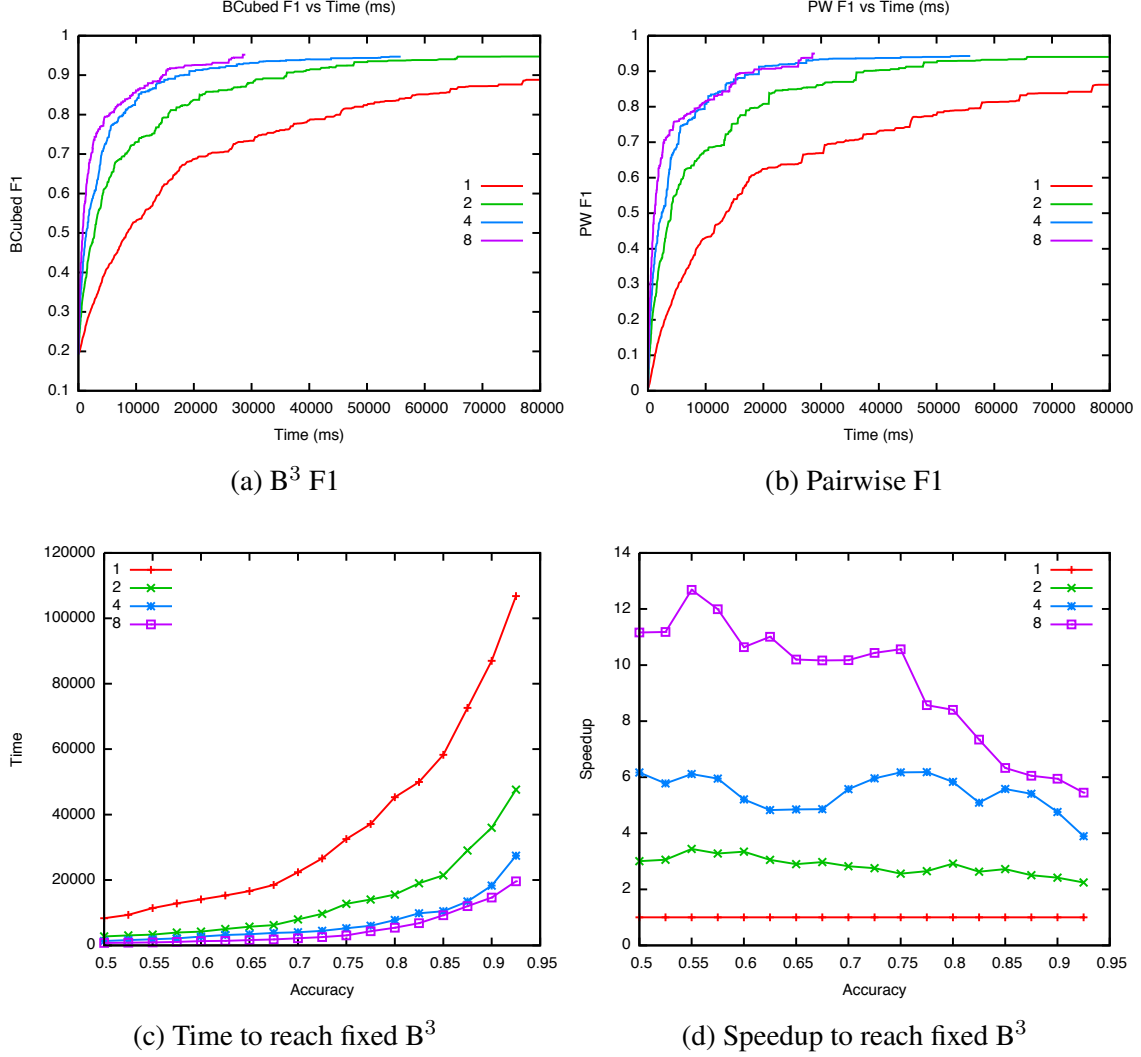 BCubed F1 vs Time (ms)
1
0.9
0.8
0.7
0.6
0.5
0.4
0.3
0.2
0.1
BCubed F1
1
2
4
8
0 10000 20000 30000 40000 50000 60000 70000 80000
Time (ms)
(a) B³ F1
PW F1 vs Time (ms)
1
0.9
0.8
0.7
0.6
0.5
0.4
0.3
0.2
0.1
0
PW F1
1
2
4
8
0 10000 20000 30000 40000 50000 60000 70000 80000
Time (ms)
(b) Pairwise F1
120000
100000
80000
60000
40000
20000
0
Time
1
2
4
8
0.5 0.55 0.6 0.65 0.7 0.75 0.8 0.85 0.9 0.95
Accuracy
(c) Time to reach fixed B³
14
12
10
8
6
4
2
0
Speedup
1
2
4
8
0.5 0.55 0.6 0.65 0.7 0.75 0.8 0.85 0.9 0.95
Accuracy
(d) Speedup to reach fixed B³